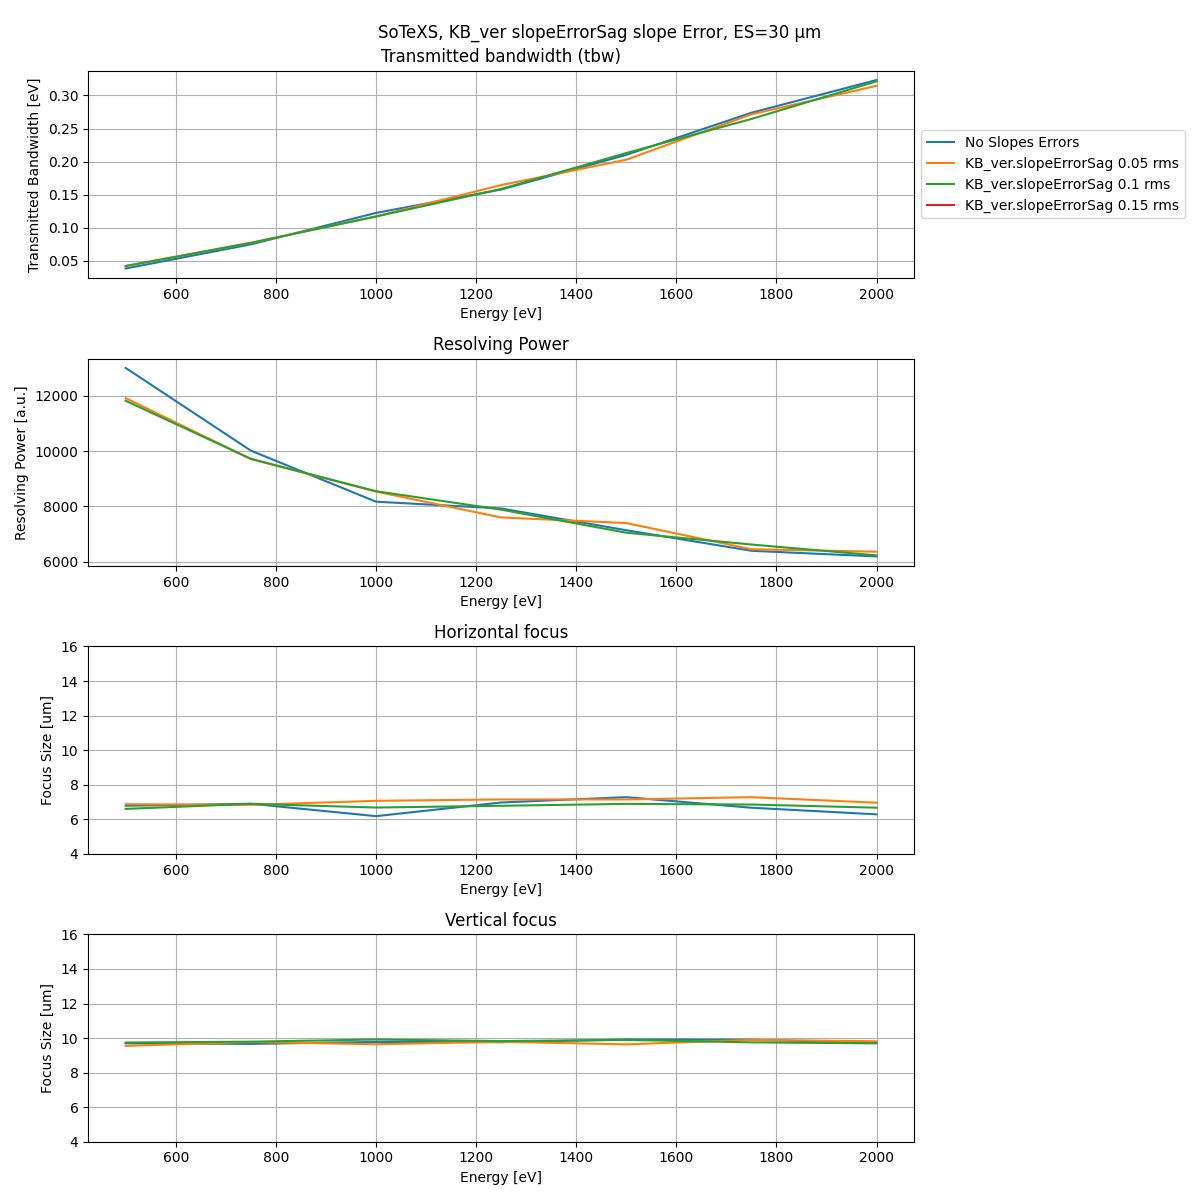 SoTeXS, KB_ver slopeErrorSag slope Error, ES=30 µm
Transmitted bandwidth (tbw)
Transmitted Bandwidth [eV]
0.30
0.25
0.20
0.15
0.10
0.05
600 800 1000 1200 1400 1600 1800 2000
Energy [eV]
No Slopes Errors
KB_ver.slopeErrorSag 0.05 rms
KB_ver.slopeErrorSag 0.1 rms
KB_ver.slopeErrorSag 0.15 rms
Resolving Power
Resolving Power [a.u.]
12000
10000
8000
6000
600 800 1000 1200 1400 1600 1800 2000
Energy [eV]
Horizontal focus
Focus Size [um]
16
14
12
10
8
6
4
600 800 1000 1200 1400 1600 1800 2000
Energy [eV]
Vertical focus
Focus Size [um]
16
14
12
10
8
6
4
600 800 1000 1200 1400 1600 1800 2000
Energy [eV]